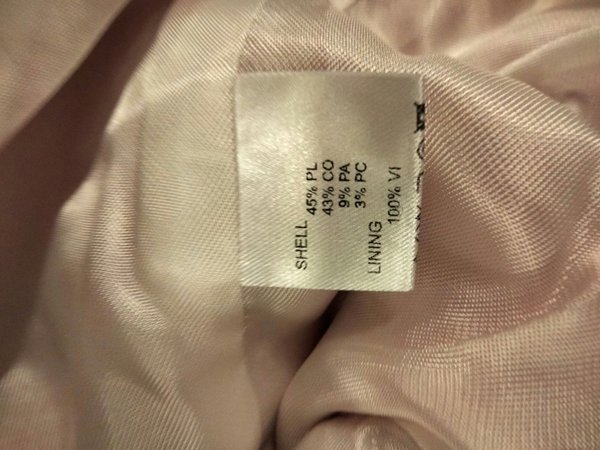 SHELL 45% PL
43% CO
9% PA
3% PC
LINING
100% VI